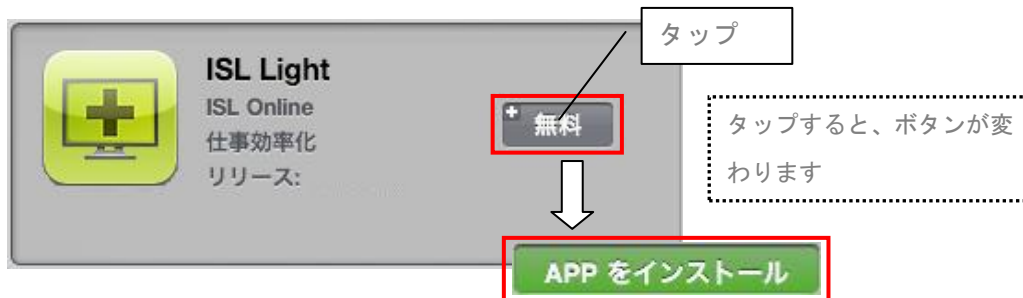 タップ
ISL Light
ISL Online
仕事効率化
リリース:
無料
タップすると、ボタンが変
わります
APP をインストール